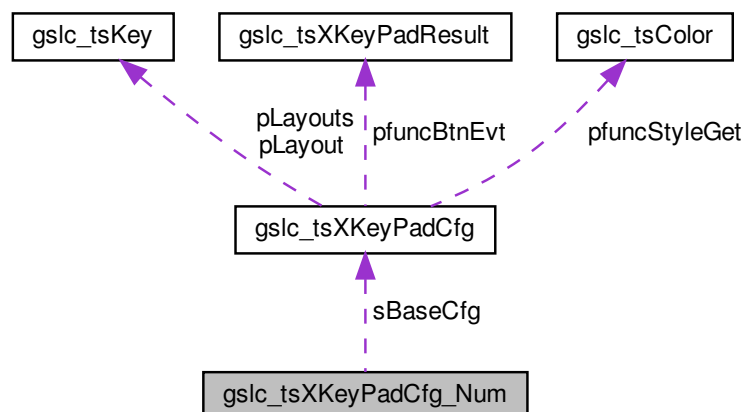 gslc_tsKey
gslc_tsXKeyPadResult
gslc_tsColor
pLayouts
pLayout
pfuncBtnEvt
pfuncStyleGet
gslc_tsXKeyPadCfg
sBaseCfg
gslc_tsXKeyPadCfg_Num